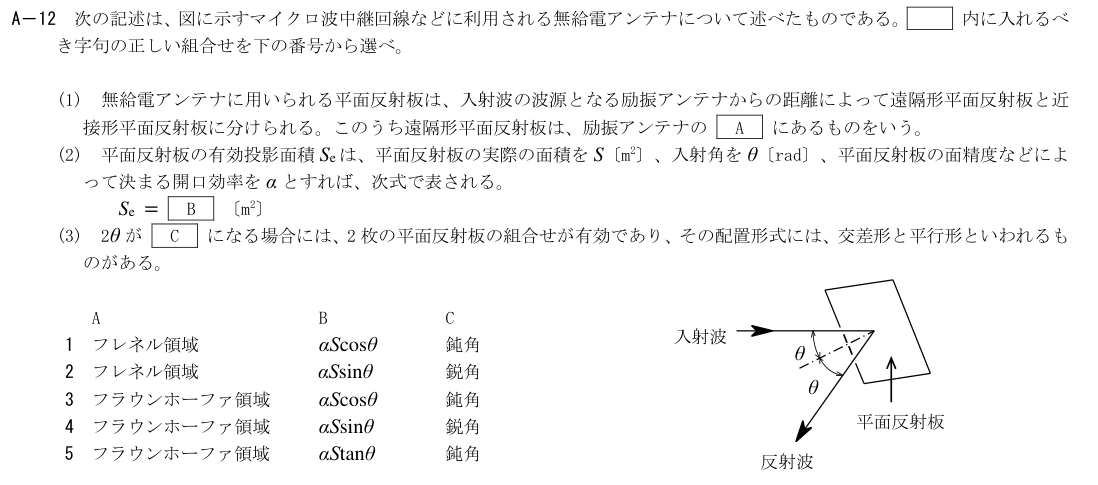 A－12 次の記述は、図に示すマイクロ波中継回線などに利用される無給電アンテナについて述べたものである。 内に入れるべ
き字句の正しい組合せを下の番号から選べ。
(1) 無給電アンテナに用いられる平面反射板は、入射波の波源となる励振アンテナからの距離によって遠隔形平面反射板と近
接形平面反射板に分けられる。このうち遠隔形平面反射板は、励振アンテナの A にあるものをいう。
(2) 平面反射板の有効投影面積 Seは、平面反射板の実際の面積を S〔m²〕、入射角を θ〔rad〕、平面反射板の面精度などによ
って決まる開口効率を α とすれば、次式で表される。
Se ＝ B 〔m²〕
(3) 2θ が C になる場合には、2 枚の平面反射板の組合せが有効であり、その配置形式には、交差形と平行形といわれるも
のがある。
A B C
1 フレネル領域 αScosθ 鈍角
2 フレネル領域 αSsinθ 鋭角
3 フラウンホーファ領域 αScosθ 鈍角
4 フラウンホーファ領域 αSsinθ 鋭角
5 フラウンホーファ領域 αStanθ 鈍角
入射波
θ
θ
平面反射板
反射波